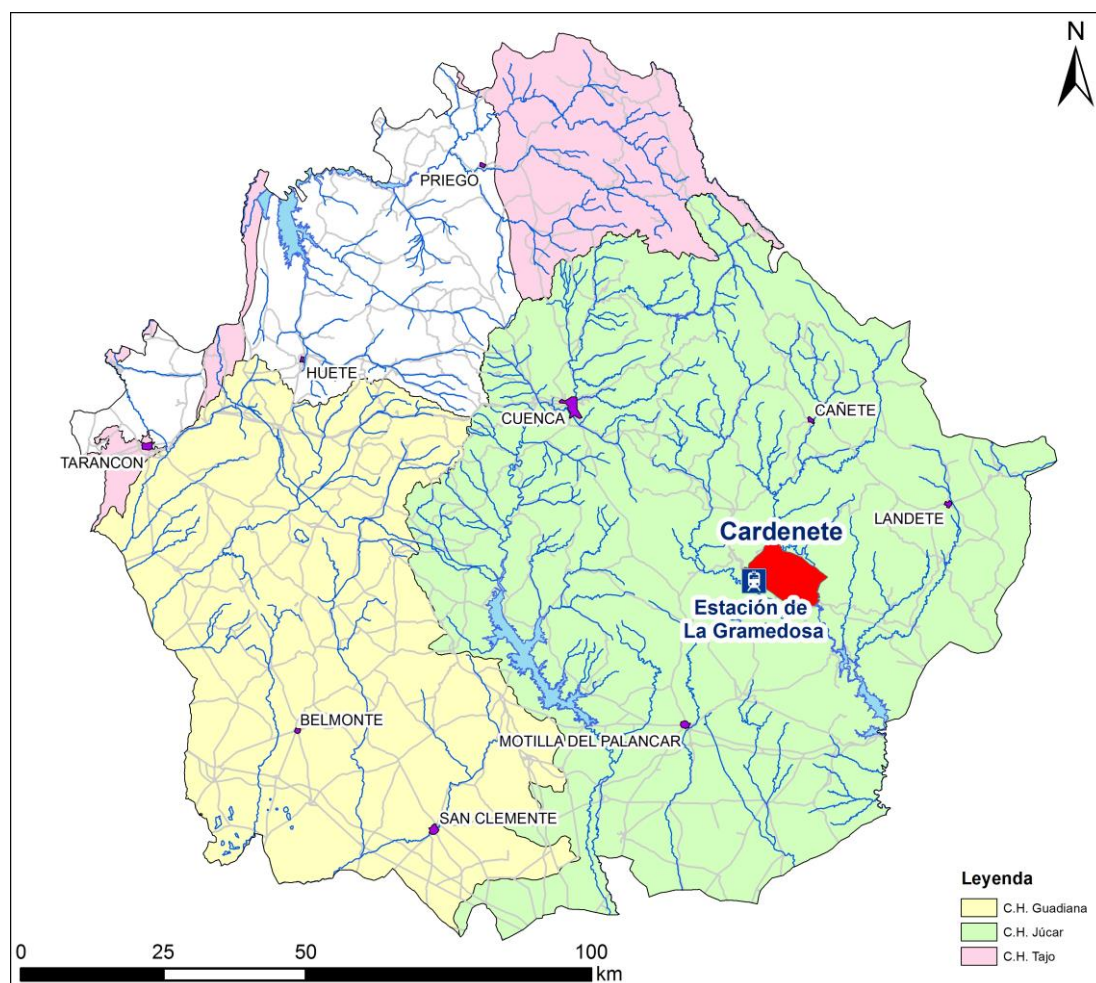 N
PRIEGO
HUETE
CUENCA
CAÑETE
TARANCON
LANDETE
Cardenete
Estación de
La Gramedosa
BELMONTE
MOTILLA DEL PALANCAR
SAN CLEMENTE
Leyenda
C.H. Guadiana
C.H. Júcar
C.H. Tajo
0 25 50 100
km